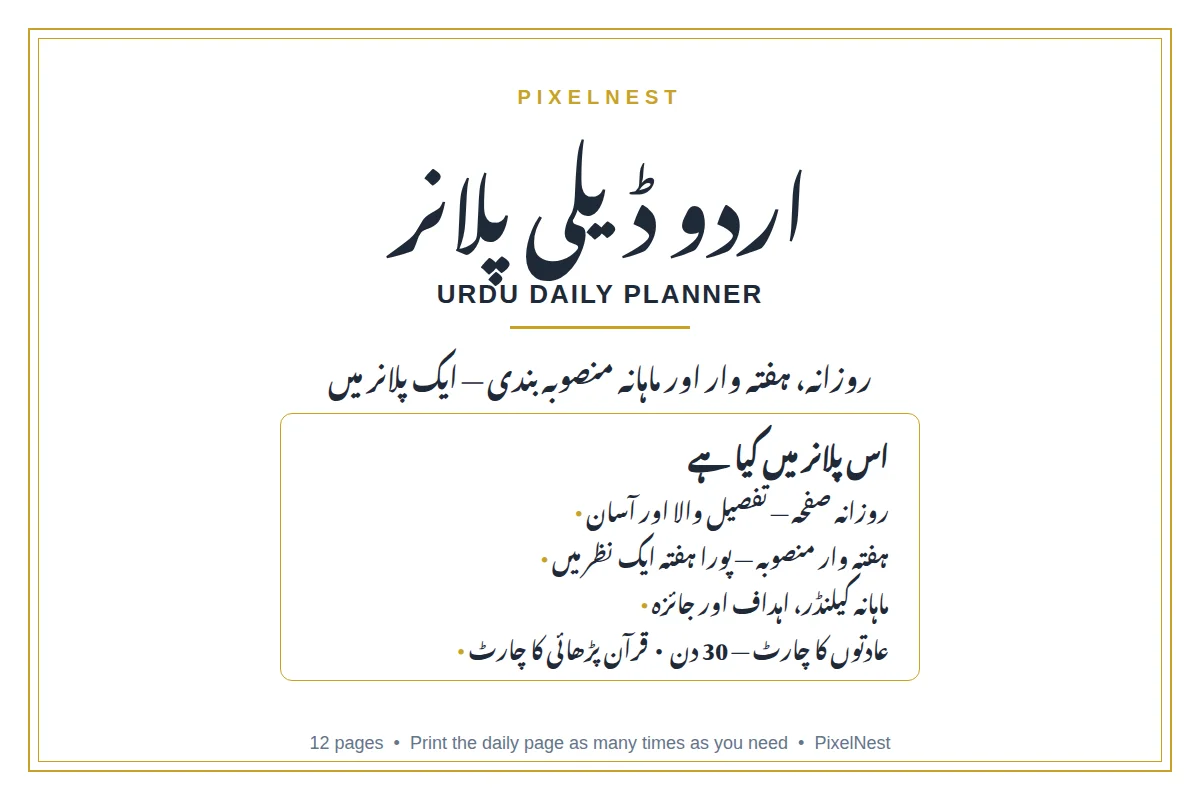 PIXELNEST
اردو ڈیلی پلانر
URDU DAILY PLANNER
روزانہ، ہفتہ وار اور ماہانہ منصوبہ بندی — ایک پلانر میں
اس پلانر میں کیا ہے
روزانہ صفحہ — تفصیل والا اور آسان •
ہفتہ وار منصوبہ — پورا ہفتہ ایک نظر میں •
ماہانہ کیلنڈر، اہداف اور جائزہ •
عادتوں کا چارٹ — 30 دن • قرآن پڑھائی کا چارٹ •
12 pages • Print the daily page as many times as you need • PixelNest